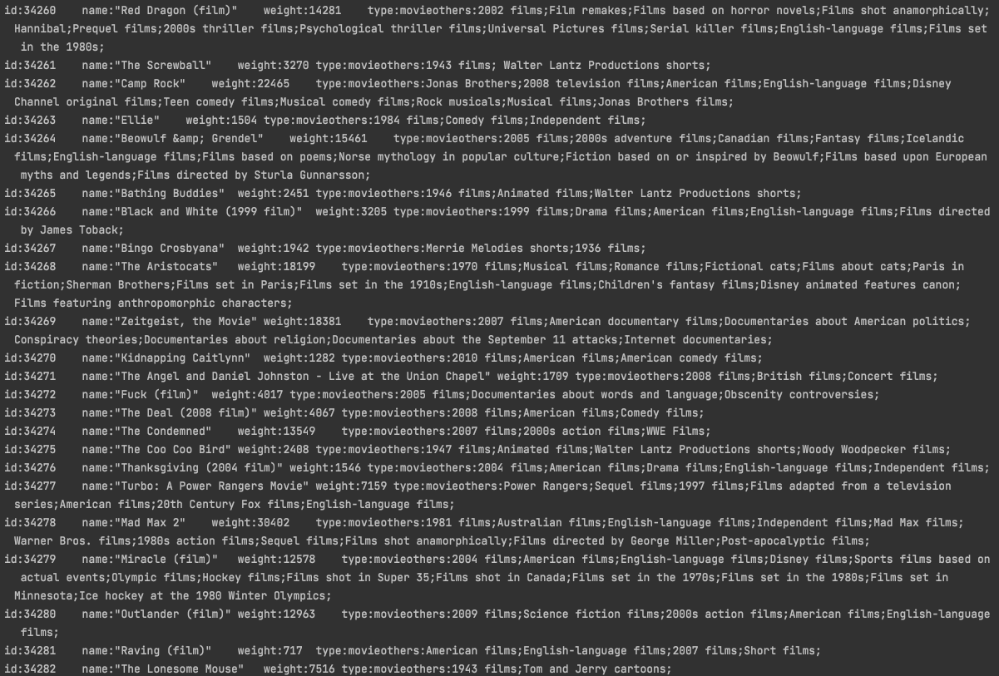 id:34260    name:"Red Dragon (film)"    weight:14281    type:movieothers:2002 films;Film remakes;Films based on horror novels;Films shot anamorphically;
Hannibal;Prequel films;2000s thriller films;Psychological thriller films;Universal Pictures films;Serial killer films;English-language films;Films set
in the 1980s;
id:34261    name:"The Screwball"    weight:3270 type:movieothers:1943 films; Walter Lantz Productions shorts;
id:34262    name:"Camp Rock"    weight:22465    type:movieothers:Jonas Brothers;2008 television films;American films;English-language films;Disney
Channel original films;Teen comedy films;Musical comedy films;Rock musicals;Musical films;Jonas Brothers films;
id:34263    name:"Ellie"    weight:1504 type:movieothers:1984 films;Comedy films;Independent films;
id:34264    name:"Beowulf &amp; Grendel"    weight:15461    type:movieothers:2005 films;2000s adventure films;Canadian films;Fantasy films;Icelandic
films;English-language films;Films based on poems;Norse mythology in popular culture;Fiction based on or inspired by Beowulf;Films based upon European
myths and legends;Films directed by Sturla Gunnarsson;
id:34265    name:"Bathing Buddies"  weight:2451 type:movieothers:1946 films;Animated films;Walter Lantz Productions shorts;
id:34266    name:"Black and White (1999 film)"  weight:3205 type:movieothers:1999 films;Drama films;American films;English-language films;Films directed
by James Toback;
id:34267    name:"Bingo Crosbyana"  weight:1942 type:movieothers:Merrie Melodies shorts;1936 films;
id:34268    name:"The Aristocats"   weight:18199    type:movieothers:1970 films;Musical films;Romance films;Fictional cats;Films about cats;Paris in
fiction;Sherman Brothers;Films set in Paris;Films set in the 1910s;English-language films;Children's fantasy films;Disney animated features canon;
Films featuring anthropomorphic characters;
id:34269    name:"Zeitgeist, the Movie" weight:18381    type:movieothers:2007 films;American documentary films;Documentaries about American politics;
Conspiracy theories;Documentaries about religion;Documentaries about the September 11 attacks;Internet documentaries;
id:34270    name:"Kidnapping Caitlynn"  weight:1282 type:movieothers:2010 films;American films;American comedy films;
id:34271    name:"The Angel and Daniel Johnston - Live at the Union Chapel" weight:1709 type:movieothers:2008 films;British films;Concert films;
id:34272    name:"Fuck (film)"  weight:4017 type:movieothers:2005 films;Documentaries about words and language;Obscenity controversies;
id:34273    name:"The Deal (2008 film)" weight:4067 type:movieothers:2008 films;American films;Comedy films;
id:34274    name:"The Condemned"    weight:13549    type:movieothers:2007 films;2000s action films;WWE Films;
id:34275    name:"The Coo Coo Bird" weight:2408 type:movieothers:1947 films;Animated films;Walter Lantz Productions shorts;Woody Woodpecker films;
id:34276    name:"Thanksgiving (2004 film)" weight:1546 type:movieothers:2004 films;American films;Drama films;English-language films;Independent films;
id:34277    name:"Turbo: A Power Rangers Movie" weight:7159 type:movieothers:Power Rangers;Sequel films;1997 films;Films adapted from a television
series;American films;20th Century Fox films;English-language films;
id:34278    name:"Mad Max 2"    weight:30402    type:movieothers:1981 films;Australian films;English-language films;Independent films;Mad Max films;
Warner Bros. films;1980s action films;Sequel films;Films shot anamorphically;Films directed by George Miller;Post-apocalyptic films;
id:34279    name:"Miracle (film)"   weight:12578    type:movieothers:2004 films;American films;English-language films;Disney films;Sports films based on
actual events;Olympic films;Hockey films;Films shot in Super 35;Films shot in Canada;Films set in the 1970s;Films set in the 1980s;Films set in
Minnesota;Ice hockey at the 1980 Winter Olympics;
id:34280    name:"Outlander (film)" weight:12963    type:movieothers:2009 films;Science fiction films;2000s action films;American films;English-language
films;
id:34281    name:"Raving (film)"    weight:717  type:movieothers:American films;English-language films;2007 films;Short films;
id:34282    name:"The Lonesome Mouse"   weight:7516 type:movieothers:1943 films;Tom and Jerry cartoons;